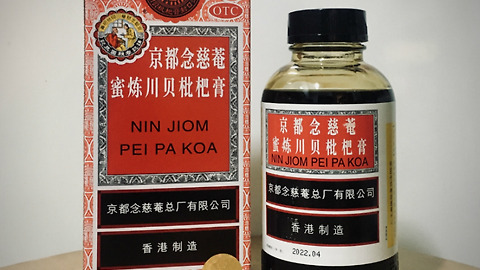 OTC
京都念慈菴
蜜炼川贝枇杷膏
NIN JIOM
PEI PA KOA
京都念慈菴总厂有限公司
香港制造
京都念慈菴
蜜炼川贝枇杷膏
NIN JIOM PEI PA KOA
京都念慈菴总厂有限公司
香港制造
2022.04